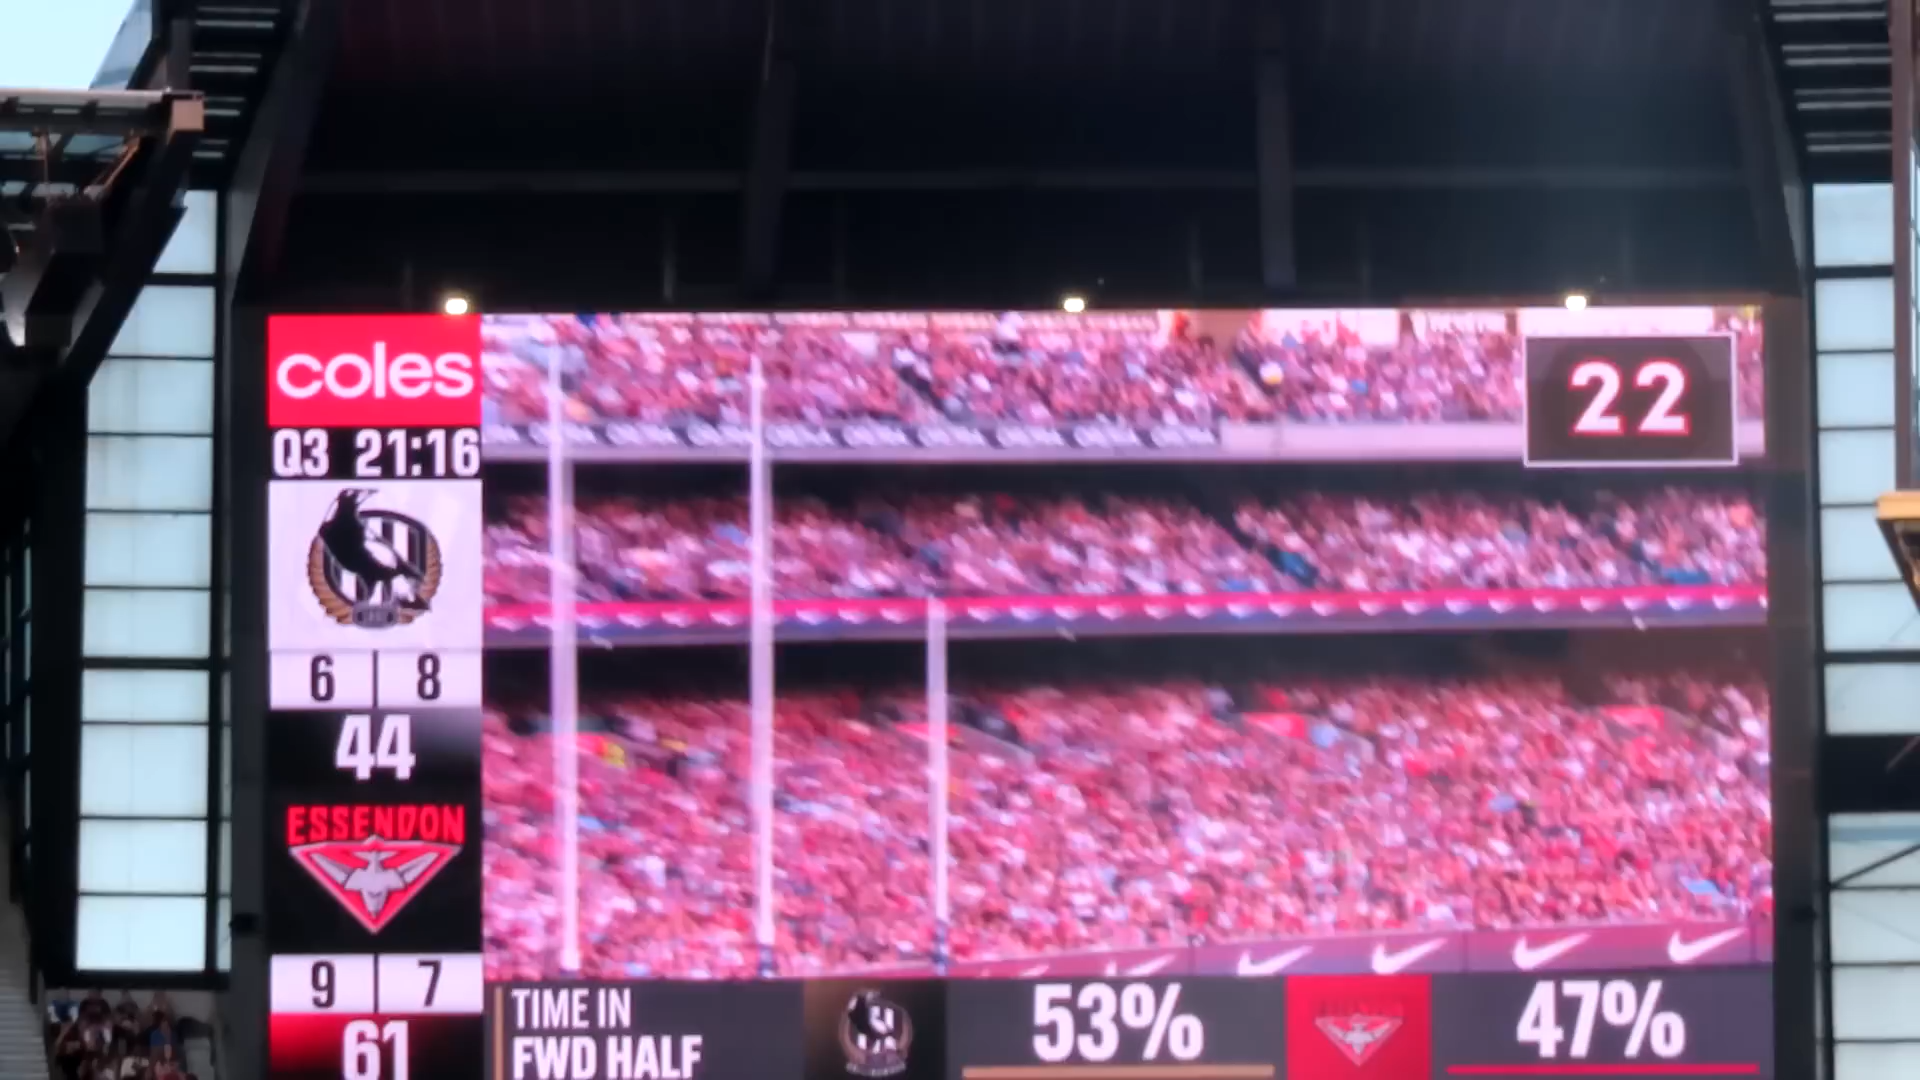 coles
Q3 21:16
22
6 8
44
ESSENDON
9 7
61
TIME IN
FWD HALF
53%
47%